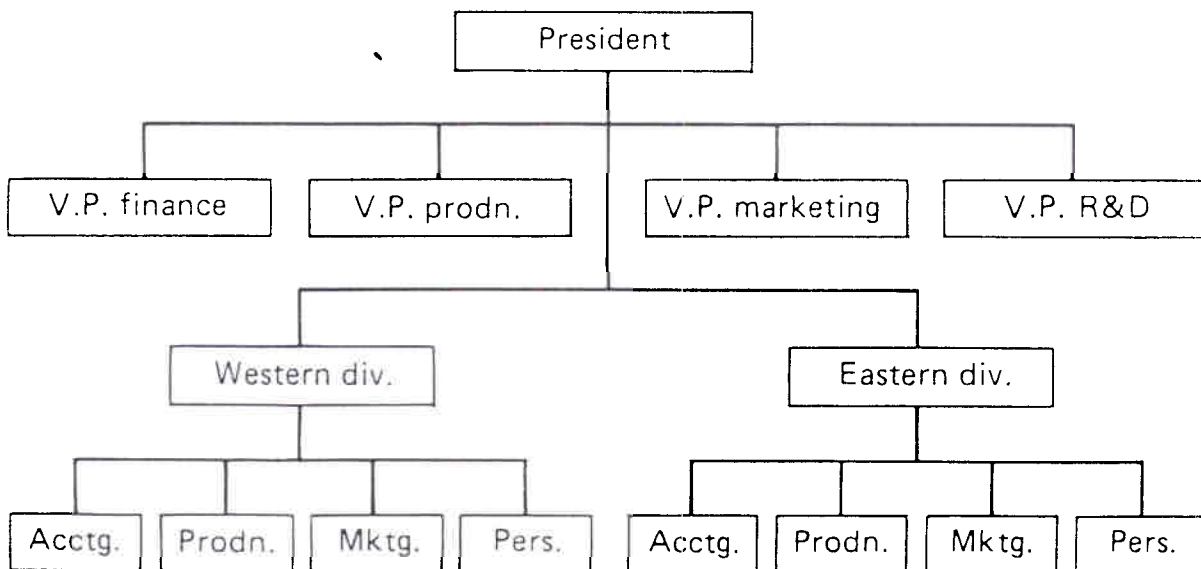 President
V.P. finance
V.P. prodn.
V.P. marketing
V.P. R&D
Western div.
Eastern div.
Acctg.
Prodn.
Mktg.
Pers.
Acctg.
Prodn.
Mktg.
Pers.